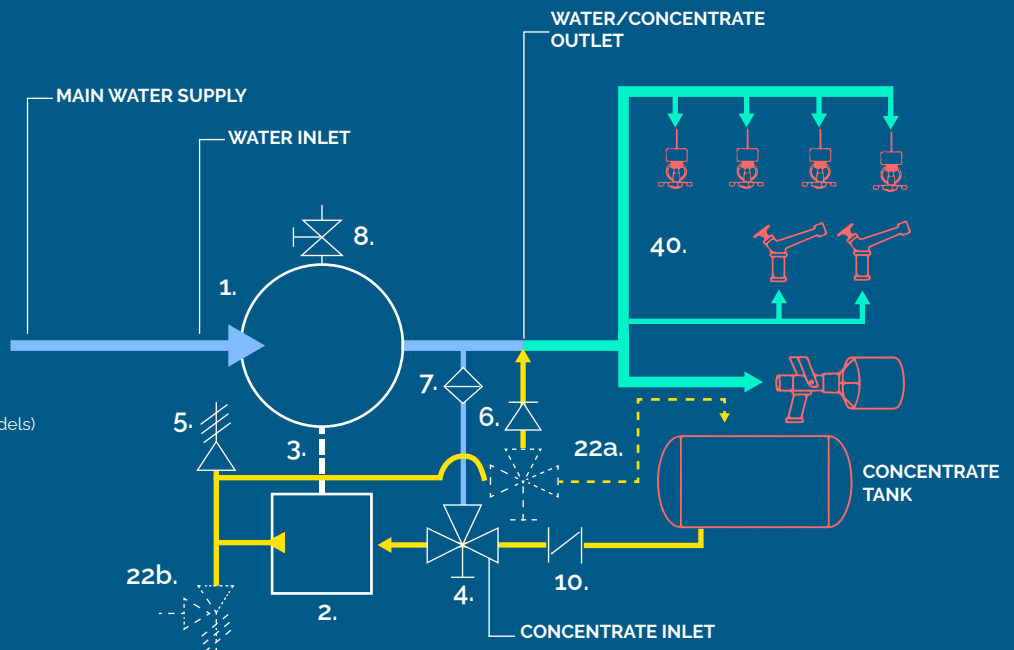 WATER/CONCENTRATE
OUTLET
MAIN WATER SUPPLY
WATER INLET
8.
40.
1.
7.
dels)
5.
6.
3.
22a.
CONCENTRATE
TANK
22b.
10.
4.
2.
CONCENTRATE INLET